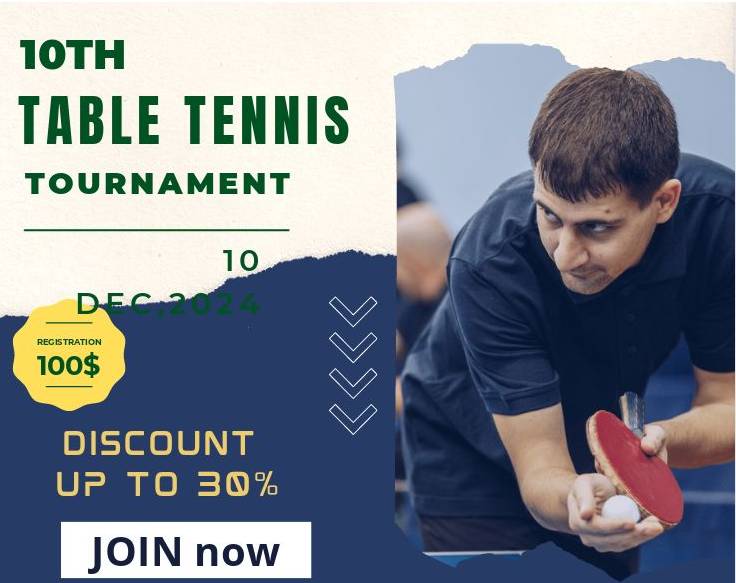 10TH
TABLE TENNIS
TOURNAMENT
10
DEC,2024
REGISTRATION
100$
DISCOUNT
UP TO 30%
JOIN now